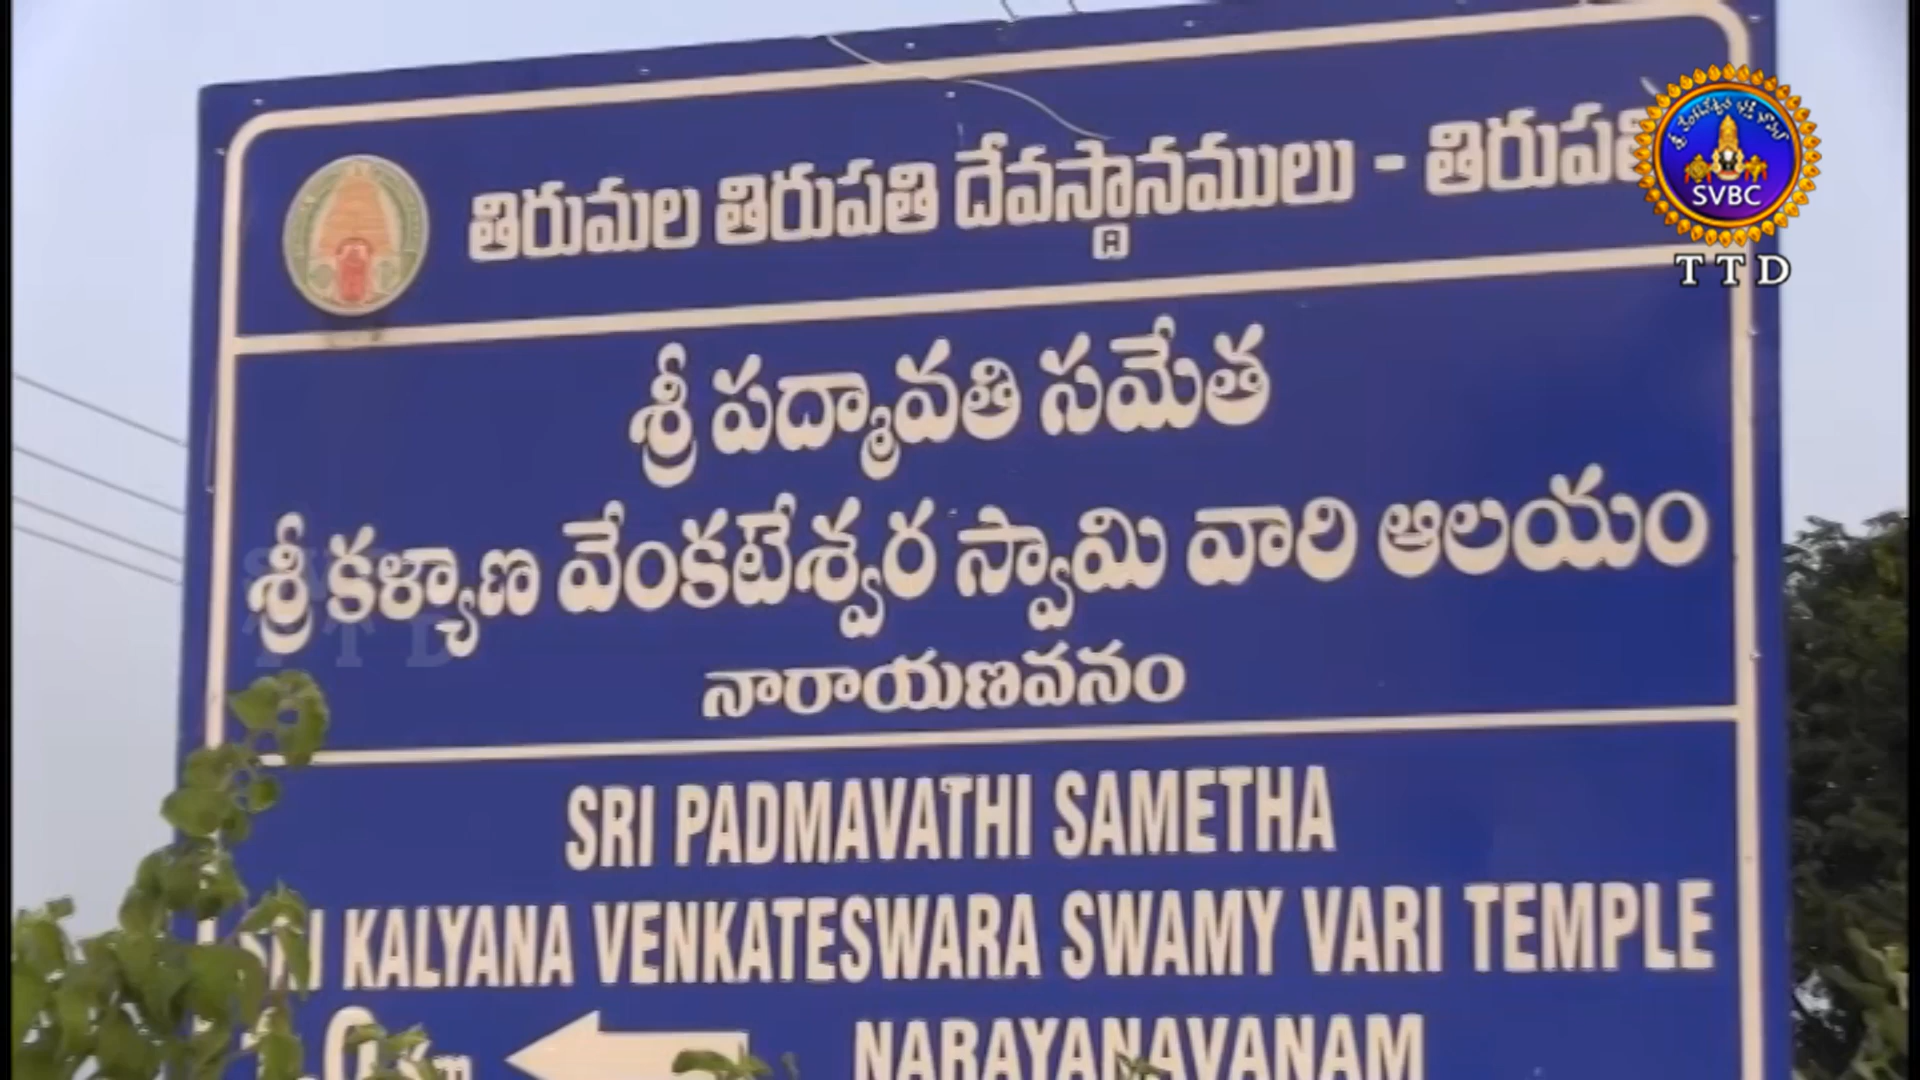 తిరుమల తిరుపతి దేవస్థానములు - తిరుపతి
శ్రీ పద్మావతి సమేత
శ్రీ కళ్యాణ వేంకటేశ్వర స్వామి వారి ఆలయం
నారాయణవనం
SRI PADMAVATHI SAMETHA
SRI KALYANA VENKATESWARA SWAMY VARI TEMPLE
NARAYANAVANAM
SVBC
TTD